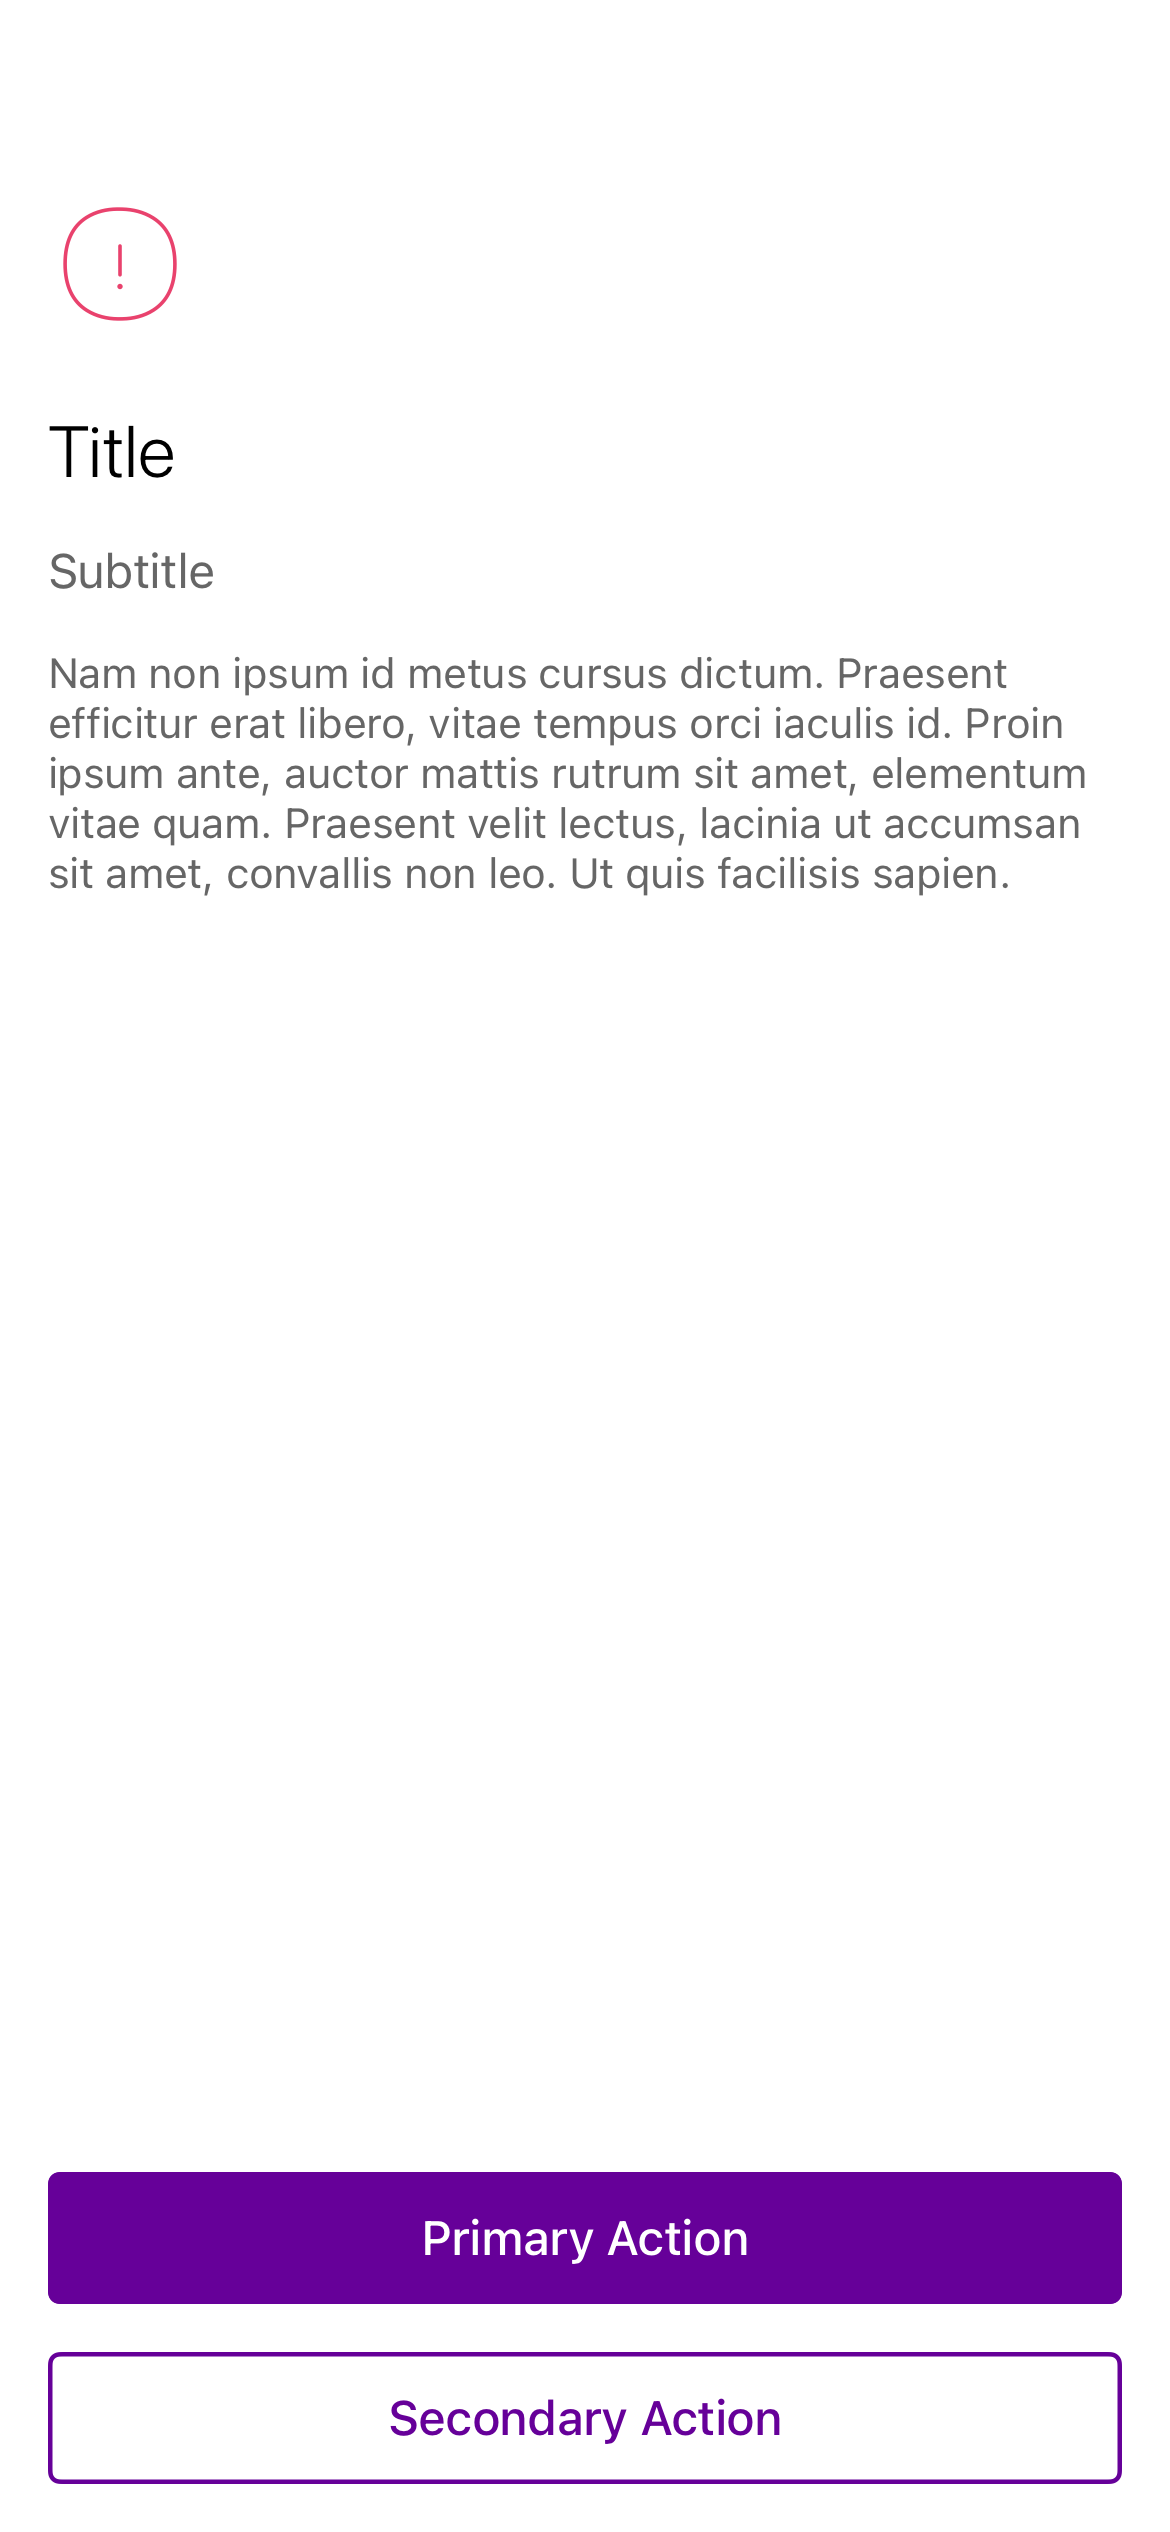 Title
Subtitle
Nam non ipsum id metus cursus dictum. Praesent
efficitur erat libero, vitae tempus orci iaculis id. Proin
ipsum ante, auctor mattis rutrum sit amet, elementum
vitae quam. Praesent velit lectus, lacinia ut accumsan
sit amet, convallis non leo. Ut quis facilisis sapien.
Primary Action
Secondary Action